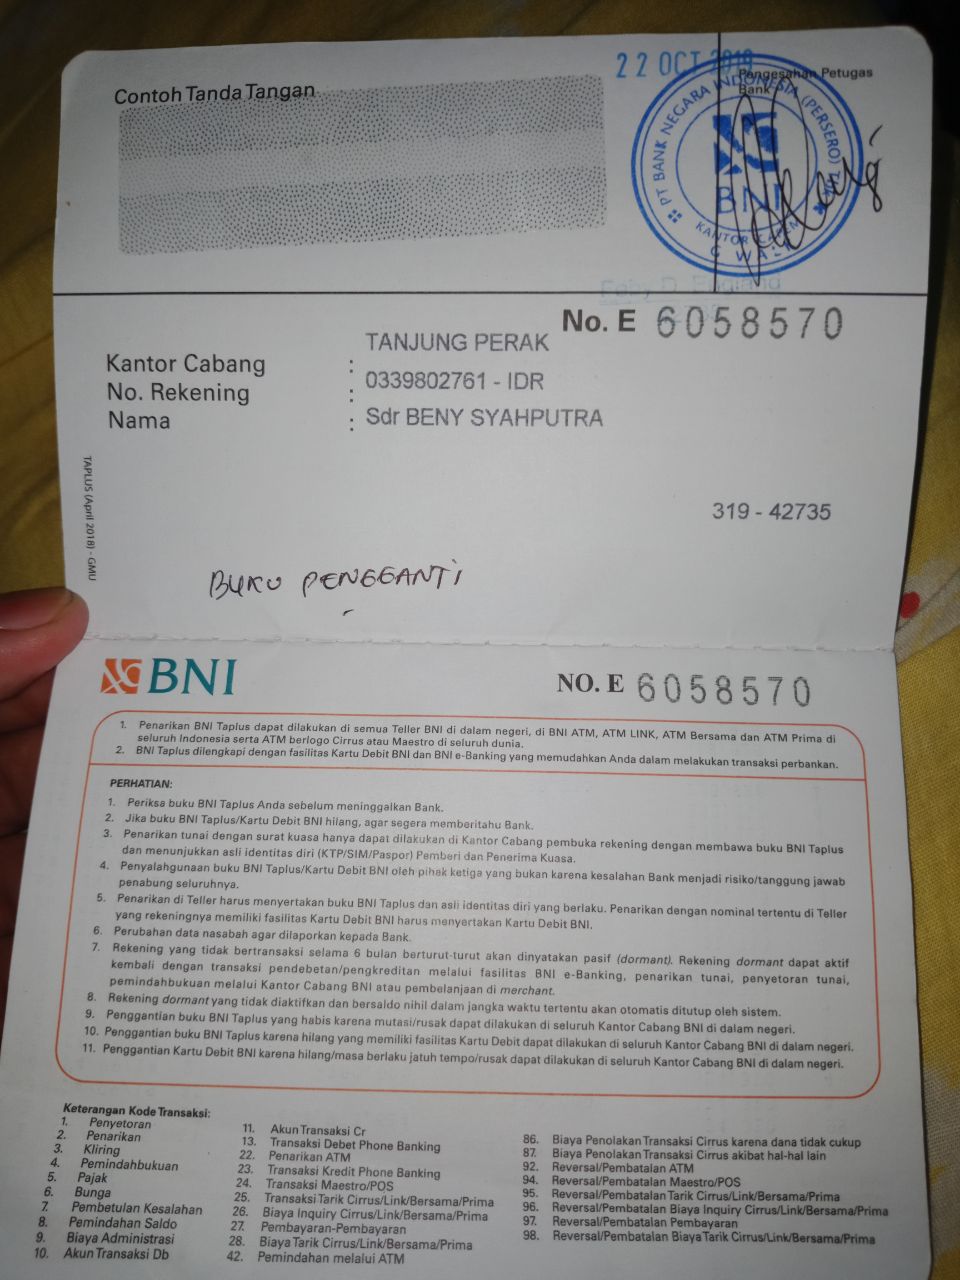 22 OCT 2019
Pengesahan Petugas
Bank
Contoh Tanda Tangan
PT BANK NEGARA INDONESIA (PERSERO) Tbk
BNI
KANTOR
G WALK
No. E 6058570
TANJUNG PERAK
Kantor Cabang :
0339802761 - IDR
No. Rekening :
Sdr BENY SYAHPUTRA
Nama :
319 - 42735
TAPLUS (April 2018) - GMU
BUKU PENGGANTI
BNI
NO. E 6058570
1. Penarikan BNI Taplus dapat dilakukan di semua Teller BNI di dalam negeri, di BNI ATM, ATM LINK, ATM Bersama dan ATM Prima di
seluruh Indonesia serta ATM berlogo Cirrus atau Maestro di seluruh dunia.
2. BNI Taplus dilengkapi dengan fasilitas Kartu Debit BNI dan BNI e-Banking yang memudahkan Anda dalam melakukan transaksi perbankan.
PERHATIAN:
1. Periksa buku BNI Taplus Anda sebelum meninggalkan Bank.
2. Jika buku BNI Taplus/Kartu Debit BNI hilang, agar segera memberitahu Bank.
3. Penarikan tunai dengan surat kuasa hanya dapat dilakukan di Kantor Cabang pembuka rekening dengan membawa buku BNI Taplus
dan menunjukkan asli identitas diri (KTP/SIM/Paspor) Pemberi dan Penerima Kuasa.
4. Penyalahgunaan buku BNI Taplus/Kartu Debit BNI oleh pihak ketiga yang bukan karena kesalahan Bank menjadi risiko/tanggung jawab
penabung seluruhnya.
5. Penarikan di Teller harus menyertakan buku BNI Taplus dan asli identitas diri yang berlaku. Penarikan dengan nominal tertentu di Teller
yang rekeningnya memiliki fasilitas Kartu Debit BNI harus menyertakan Kartu Debit BNI.
6. Perubahan data nasabah agar dilaporkan kepada Bank.
7. Rekening yang tidak bertransaksi selama 6 bulan berturut-turut akan dinyatakan pasif (dormant). Rekening dormant dapat aktif
kembali dengan transaksi pendebetan/pengkreditan melalui fasilitas BNI e-Banking, penarikan tunai, penyetoran tunai,
pemindahbukuan melalui Kantor Cabang BNI atau pembelanjaan di merchant.
8. Rekening dormant yang tidak diaktifkan dan bersaldo nihil dalam jangka waktu tertentu akan otomatis ditutup oleh sistem.
9. Penggantian buku BNI Taplus yang habis karena mutasi/rusak dapat dilakukan di seluruh Kantor Cabang BNI di dalam negeri.
10. Penggantian buku BNI Taplus karena hilang yang memiliki fasilitas Kartu Debit dapat dilakukan di seluruh Kantor Cabang BNI di dalam negeri.
11. Penggantian Kartu Debit BNI karena hilang/masa berlaku jatuh tempo/rusak dapat dilakukan di seluruh Kantor Cabang BNI di dalam negeri.
Keterangan Kode Transaksi:
1. Penyetoran
2. Penarikan
3. Kliring
4. Pemindahbukuan
5. Pajak
6. Bunga
7. Pembetulan Kesalahan
8. Pemindahan Saldo
9. Biaya Administrasi
10. Akun Transaksi Db
11. Akun Transaksi Cr
13. Transaksi Debet Phone Banking
22. Penarikan ATM
23. Transaksi Kredit Phone Banking
24. Transaksi Maestro/POS
25. Transaksi Tarik Cirrus/Link/Bersama/Prima
26. Biaya Inquiry Cirrus/Link/Bersama/Prima
27. Pembayaran-Pembayaran
28. Biaya Tarik Cirrus/Link/Bersama/Prima
42. Pemindahan melalui ATM
86. Biaya Penolakan Transaksi Cirrus karena dana tidak cukup
87. Biaya Penolakan Transaksi Cirrus akibat hal-hal lain
92. Reversal/Pembatalan ATM
94. Reversal/Pembatalan Maestro/POS
95. Reversal/Pembatalan Tarik Cirrus/Link/Bersama/Prima
96. Reversal/Pembatalan Biaya Inquiry Cirrus/Link/Bersama/Prima
97. Reversal/Pembatalan Pembayaran
98. Reversal/Pembatalan Biaya Tarik Cirrus/Link/Bersama/Prima